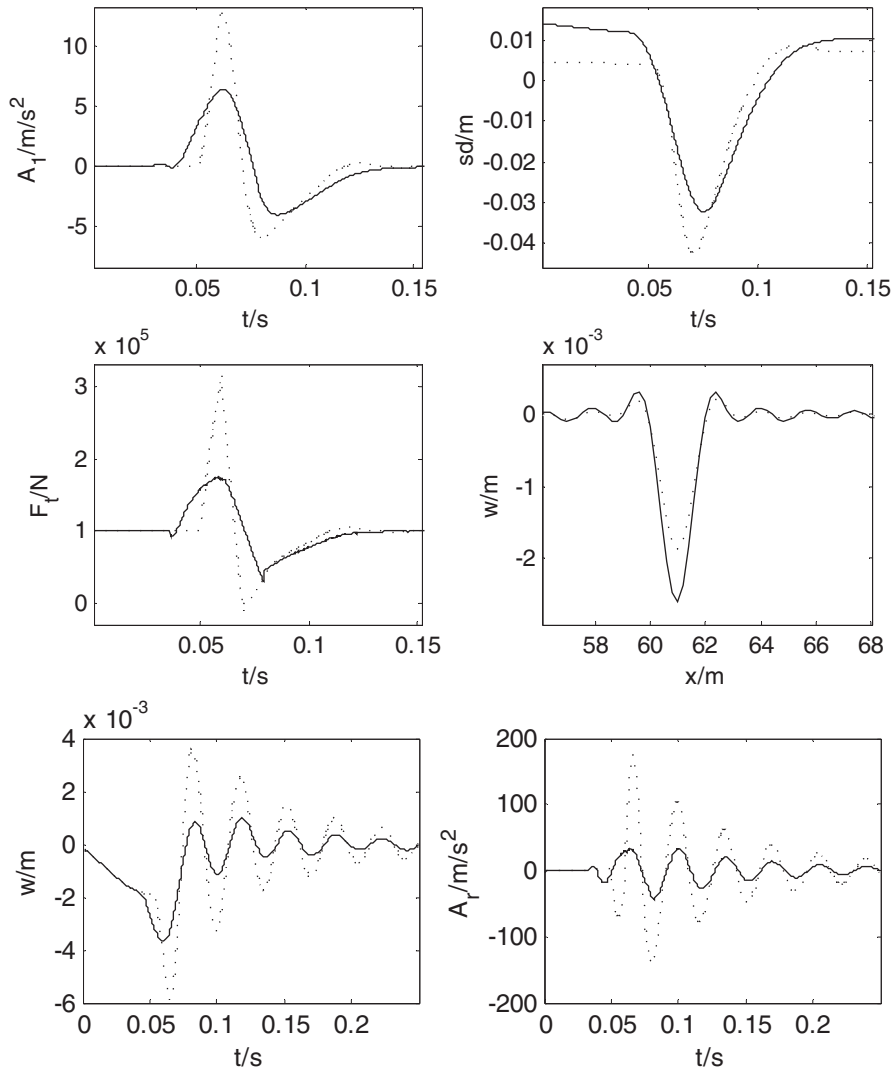 A₁/m/s²
10
5
0
-5
0.05 0.1 0.15
t/s
sd/m
0.01
0
-0.01
-0.02
-0.03
-0.04
0.05 0.1 0.15
t/s
x 10⁵
Fₜ/N
3
2
1
0
0.05 0.1 0.15
t/s
x 10⁻³
w/m
0
-1
-2
58 60 62 64 66 68
x/m
x 10⁻³
w/m
4
2
0
-2
-4
-6
0 0.05 0.1 0.15 0.2
t/s
Aᵣ/m/s²
200
100
0
-100
-200
0 0.05 0.1 0.15 0.2
t/s